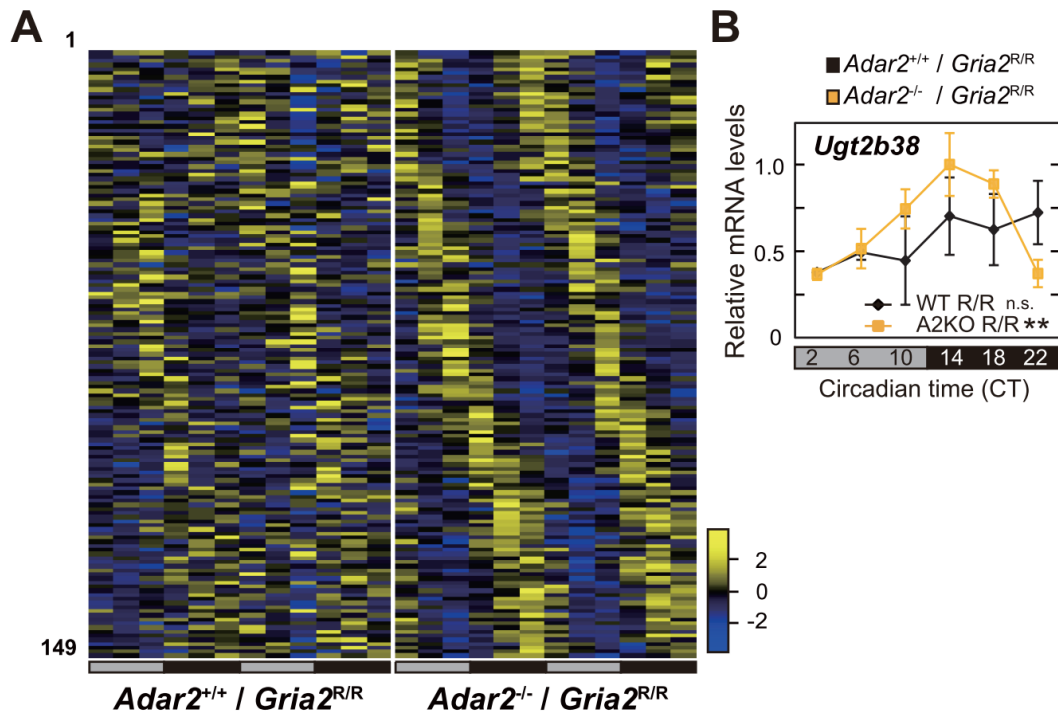 A
1
149
Adar2+/+ / Gria2R/R
Adar2-/- / Gria2R/R
2
0
-2
B
Adar2+/+ / Gria2R/R
Adar2-/- / Gria2R/R
Ugt2b38
Relative mRNA levels
1.0
0.5
0
WT R/R n.s.
A2KO R/R **
2 6 10 14 18 22
Circadian time (CT)